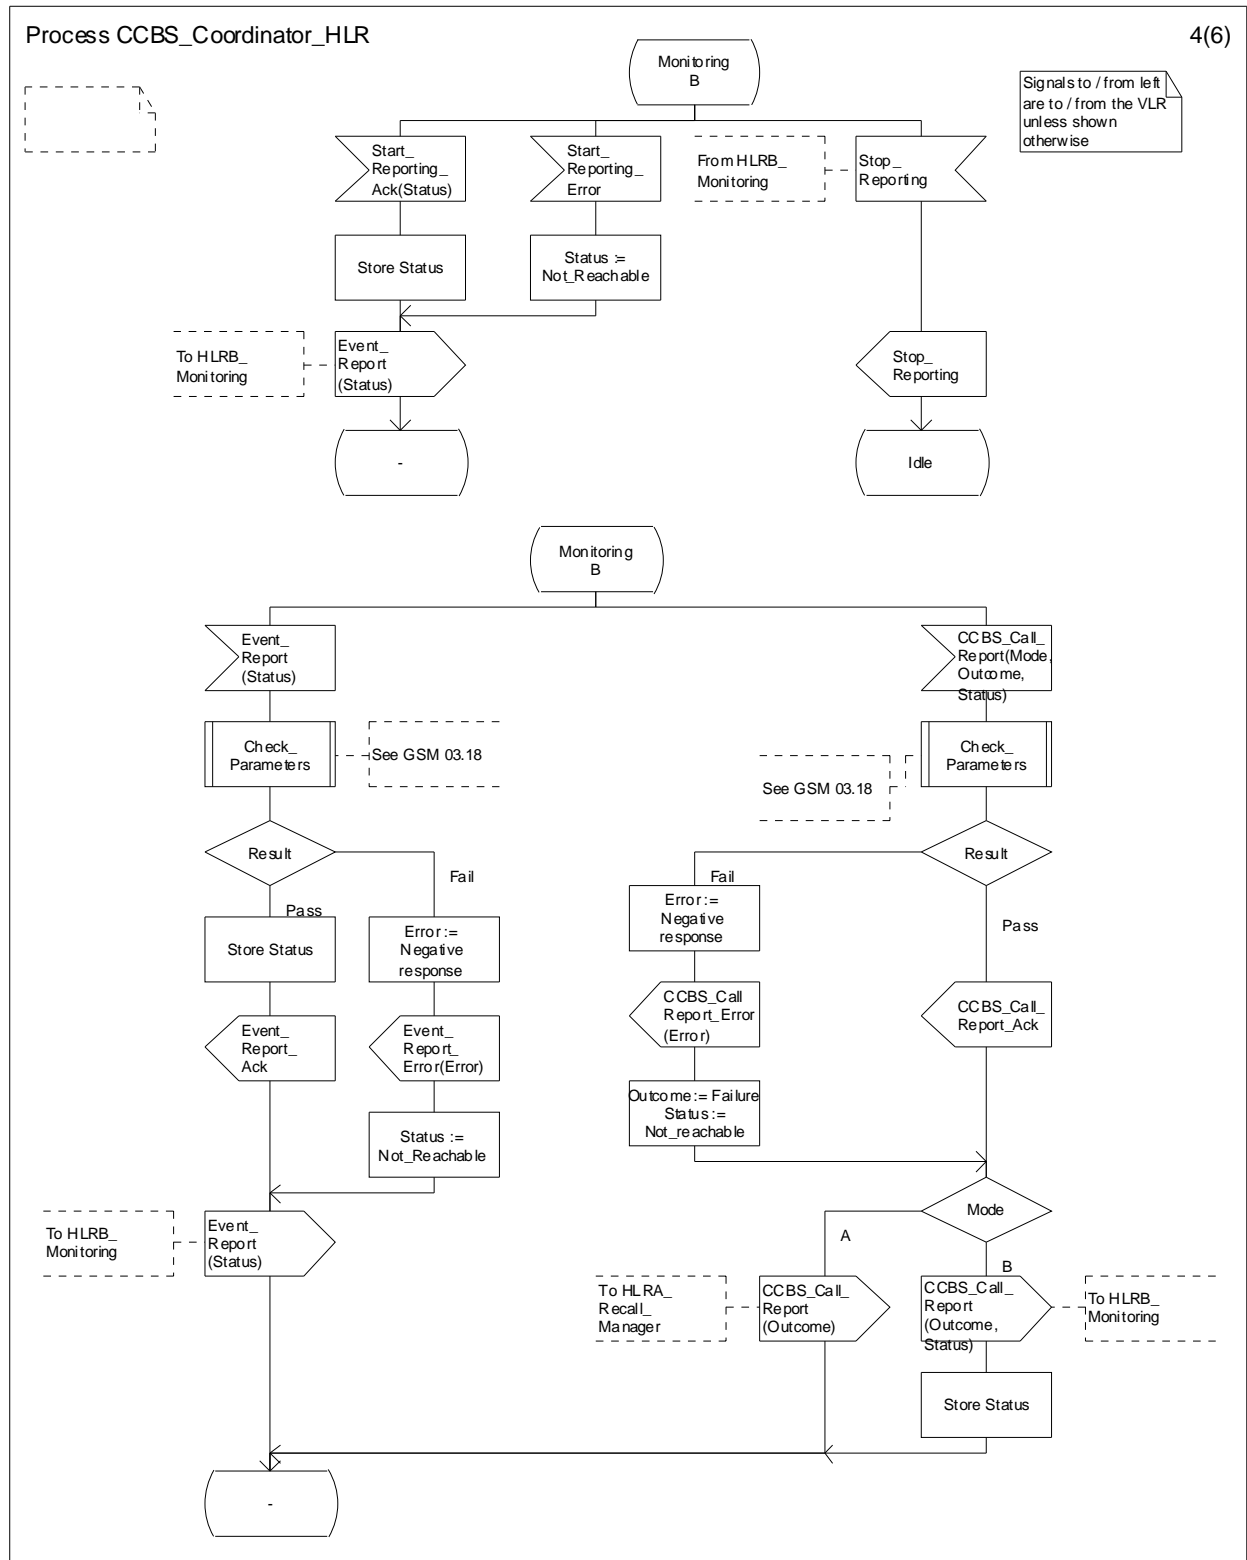 Process CCBS_Coordinator_HLR
4(6)
Monitoring
B
Signals to / from left
are to / from the VLR
unless shown
otherwise
Start_
Reporting_
Ack(Status)
Start_
Reporting_
Error
From HLRB_
Monitoring
Stop_
Reporting
Store Status
Status :=
Not_Reachable
To HLRB_
Monitoring
Event_
Report
(Status)
Stop_
Reporting
-
Idle
Monitoring
B
Event_
Report
(Status)
CCBS_Call_
Report(Mode,
Outcome,
Status)
Check_
Parameters
See GSM 03.18
See GSM 03.18
Check_
Parameters
Result
Fail
Pass
Result
Fail
Pass
Store Status
Error :=
Negative
response
Error :=
Negative
response
Event_
Report_
Ack
Event_
Report_
Error(Error)
CCBS_Call
Report_Error
(Error)
CCBS_Call_
Report_Ack
Status :=
Not_Reachable
Outcome := Failure
Status :=
Not_reachable
To HLRB_
Monitoring
Event_
Report
(Status)
Mode
A
B
To HLRA_
Recall_
Manager
CCBS_Call_
Report
(Outcome)
CCBS_Call_
Report
(Outcome,
Status)
To HLRB_
Monitoring
Store Status
-